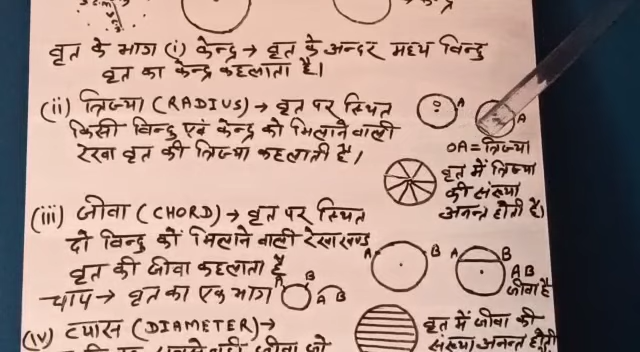 वृत के भाग (i) केन्द्र → वृत के अन्दर मध्य बिन्दु
वृत का केन्द्र कहलाता है।
(ii) त्रिज्या (RADIUS) → वृत पर स्थित
किसी बिन्दु एवं केन्द्र को मिलाने वाली
रेखा वृत की त्रिज्या कहलाती है।
O A
A
OA = त्रिज्या
वृत में त्रिज्या
की संख्या
अनन्त होती है।
(iii) जीवा (CHORD) → वृत पर स्थित
दो बिन्दु को मिलाने वाली रेखाखण्ड
वृत की जीवा कहलाता है
A B
A B
AB
जीवा है
चाप → वृत का एक भाग
A B
A B
(iv) व्यास (DIAMETER) →
वृत में जीवा की
संख्या अनन्त होती